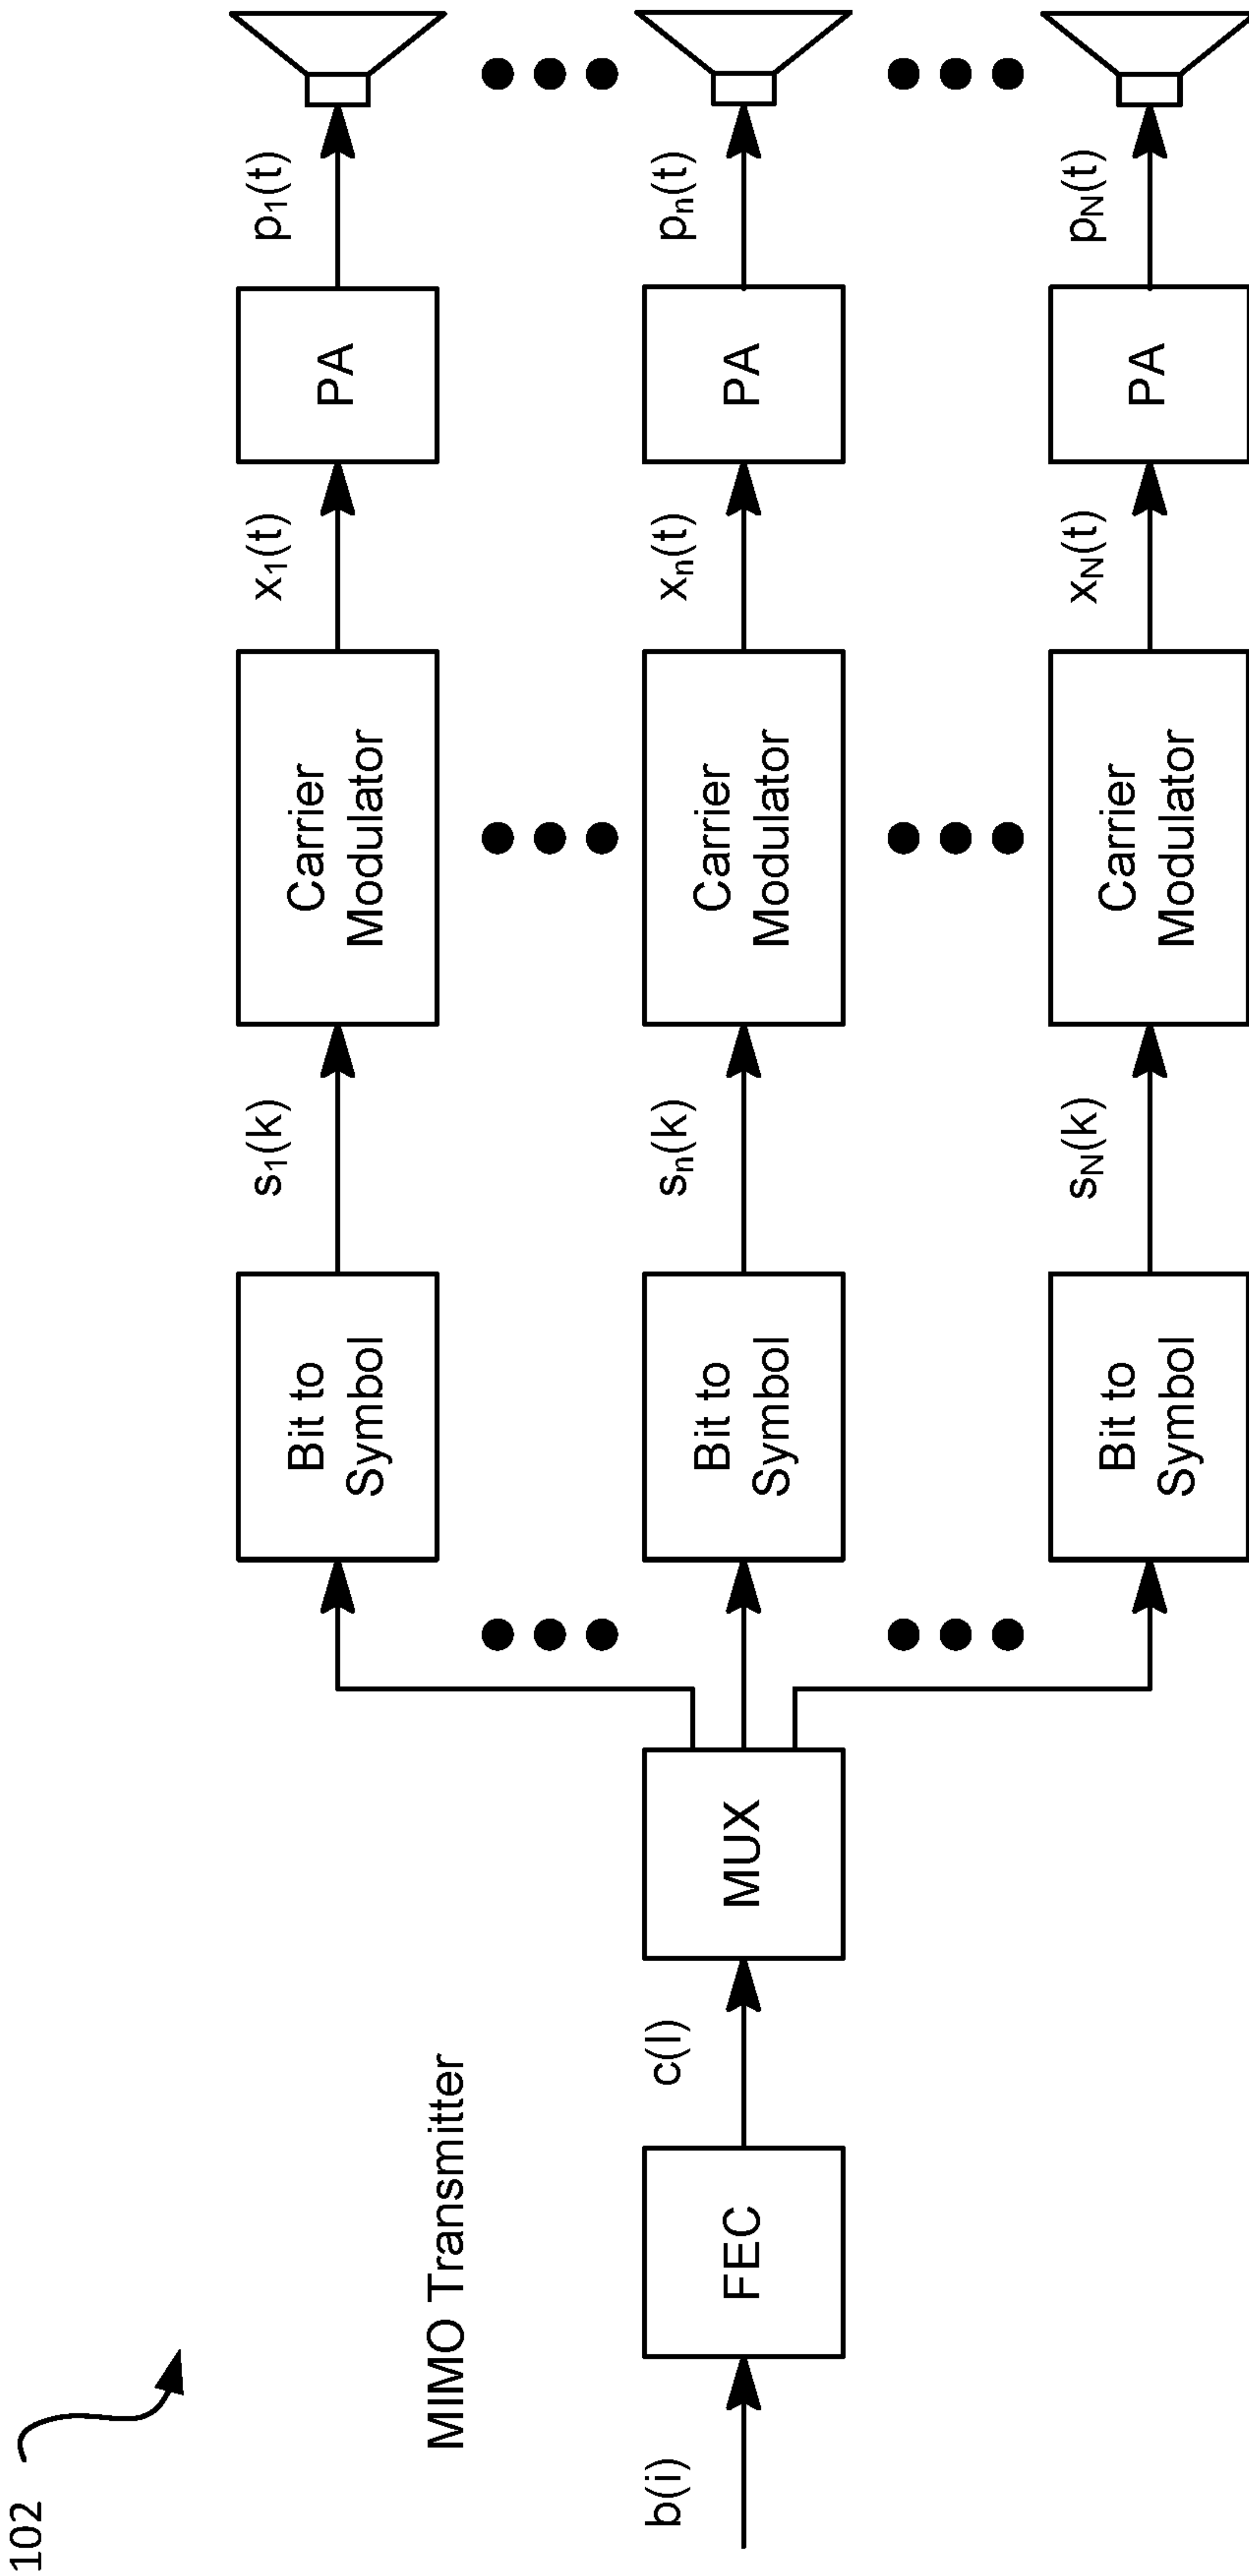 102
MIMO Transmitter
b(i)
FEC
c(l)
MUX
Bit to
Symbol
s1(k)
Carrier
Modulator
x1(t)
PA
p1(t)
Bit to
Symbol
sn(k)
Carrier
Modulator
xn(t)
PA
pn(t)
Bit to
Symbol
sN(k)
Carrier
Modulator
xN(t)
PA
pN(t)